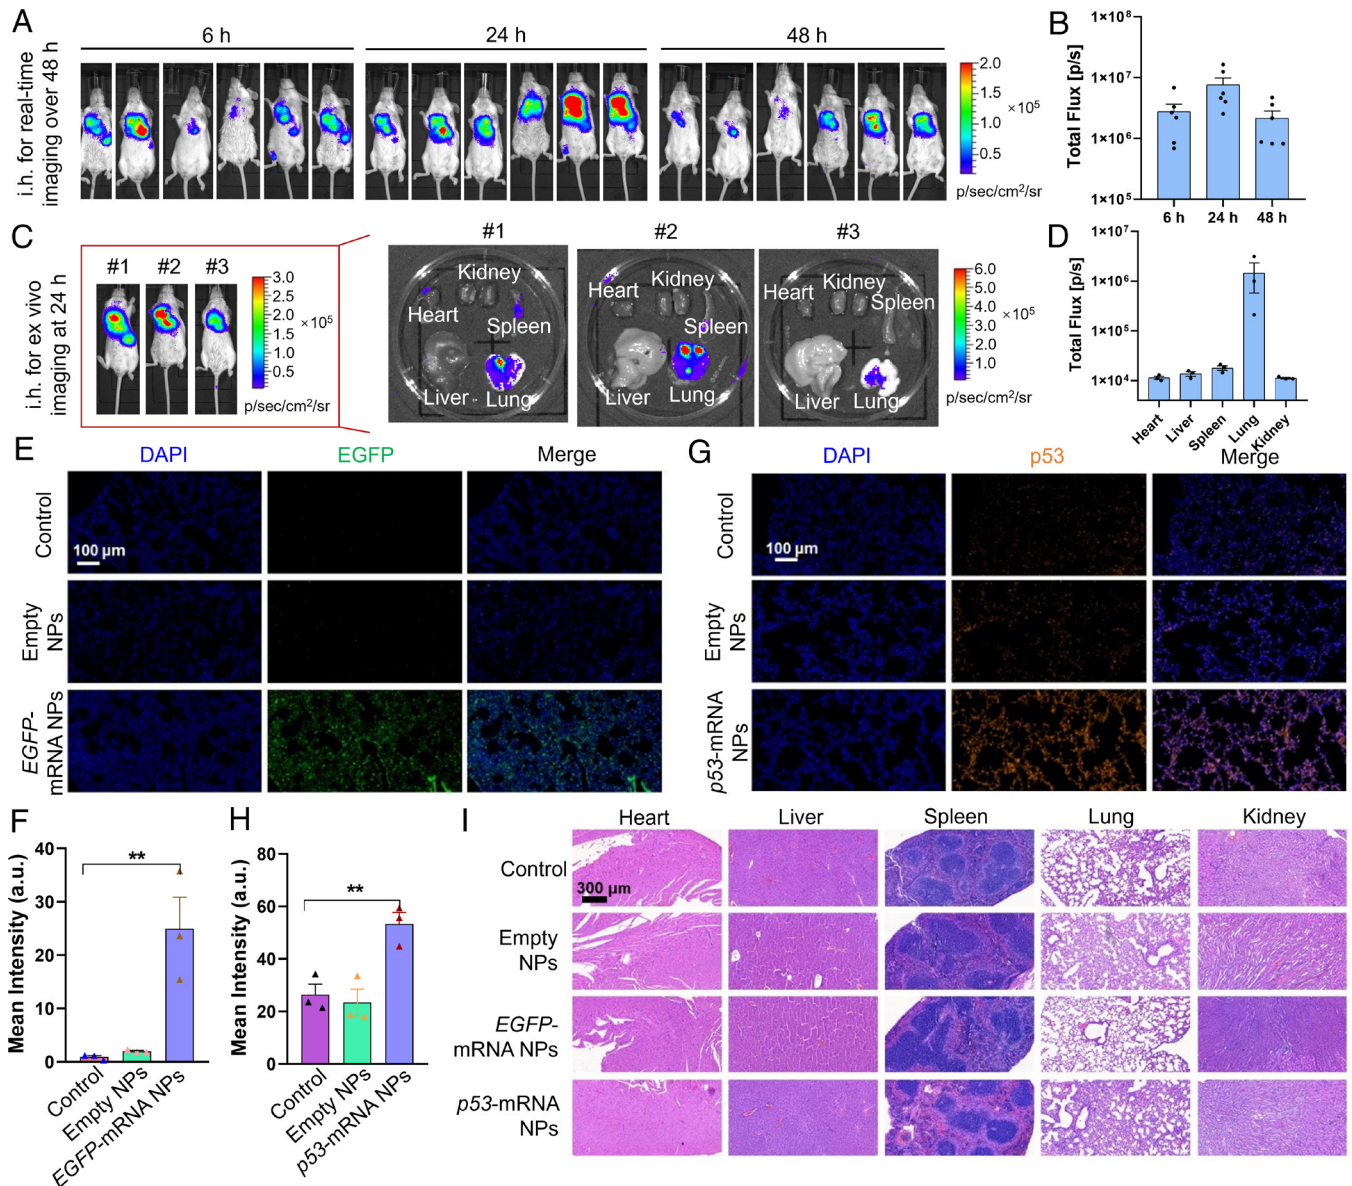 A
i.h. for real-time
imaging over 48 h
6 h
24 h
48 h
2.0
1.5
×10⁵
1.0
0.5
p/sec/cm²/sr
B
Total Flux [p/s]
1×10⁸
1×10⁷
1×10⁶
1×10⁵
6 h
24 h
48 h
C
i.h. for ex vivo
imaging at 24 h
#1
#2
#3
3.0
2.5
2.0
×10⁵
1.5
1.0
0.5
p/sec/cm²/sr
#1
Kidney
Heart
Spleen
Liver
Lung
#2
Kidney
Heart
Spleen
Liver
Lung
#3
Kidney
Heart
Spleen
Liver
Lung
6.0
5.0
4.0
×10⁵
3.0
2.0
1.0
p/sec/cm²/sr
D
Total Flux [p/s]
1×10⁷
1×10⁶
1×10⁵
1×10⁴
Heart
Liver
Spleen
Lung
Kidney
E
DAPI
EGFP
Merge
Control
100 µm
Empty
NPs
EGFP-
mRNA NPs
G
DAPI
p53
Merge
Control
100 µm
Empty
NPs
p53-mRNA
NPs
F
Mean Intensity (a.u.)
40
30
20
10
0
**
Control
Empty NPs
EGFP-mRNA NPs
H
Mean Intensity (a.u.)
80
60
40
20
0
**
Control
Empty NPs
p53-mRNA NPs
I
Heart
Liver
Spleen
Lung
Kidney
Control
300 µm
Empty
NPs
EGFP-
mRNA NPs
p53-mRNA
NPs